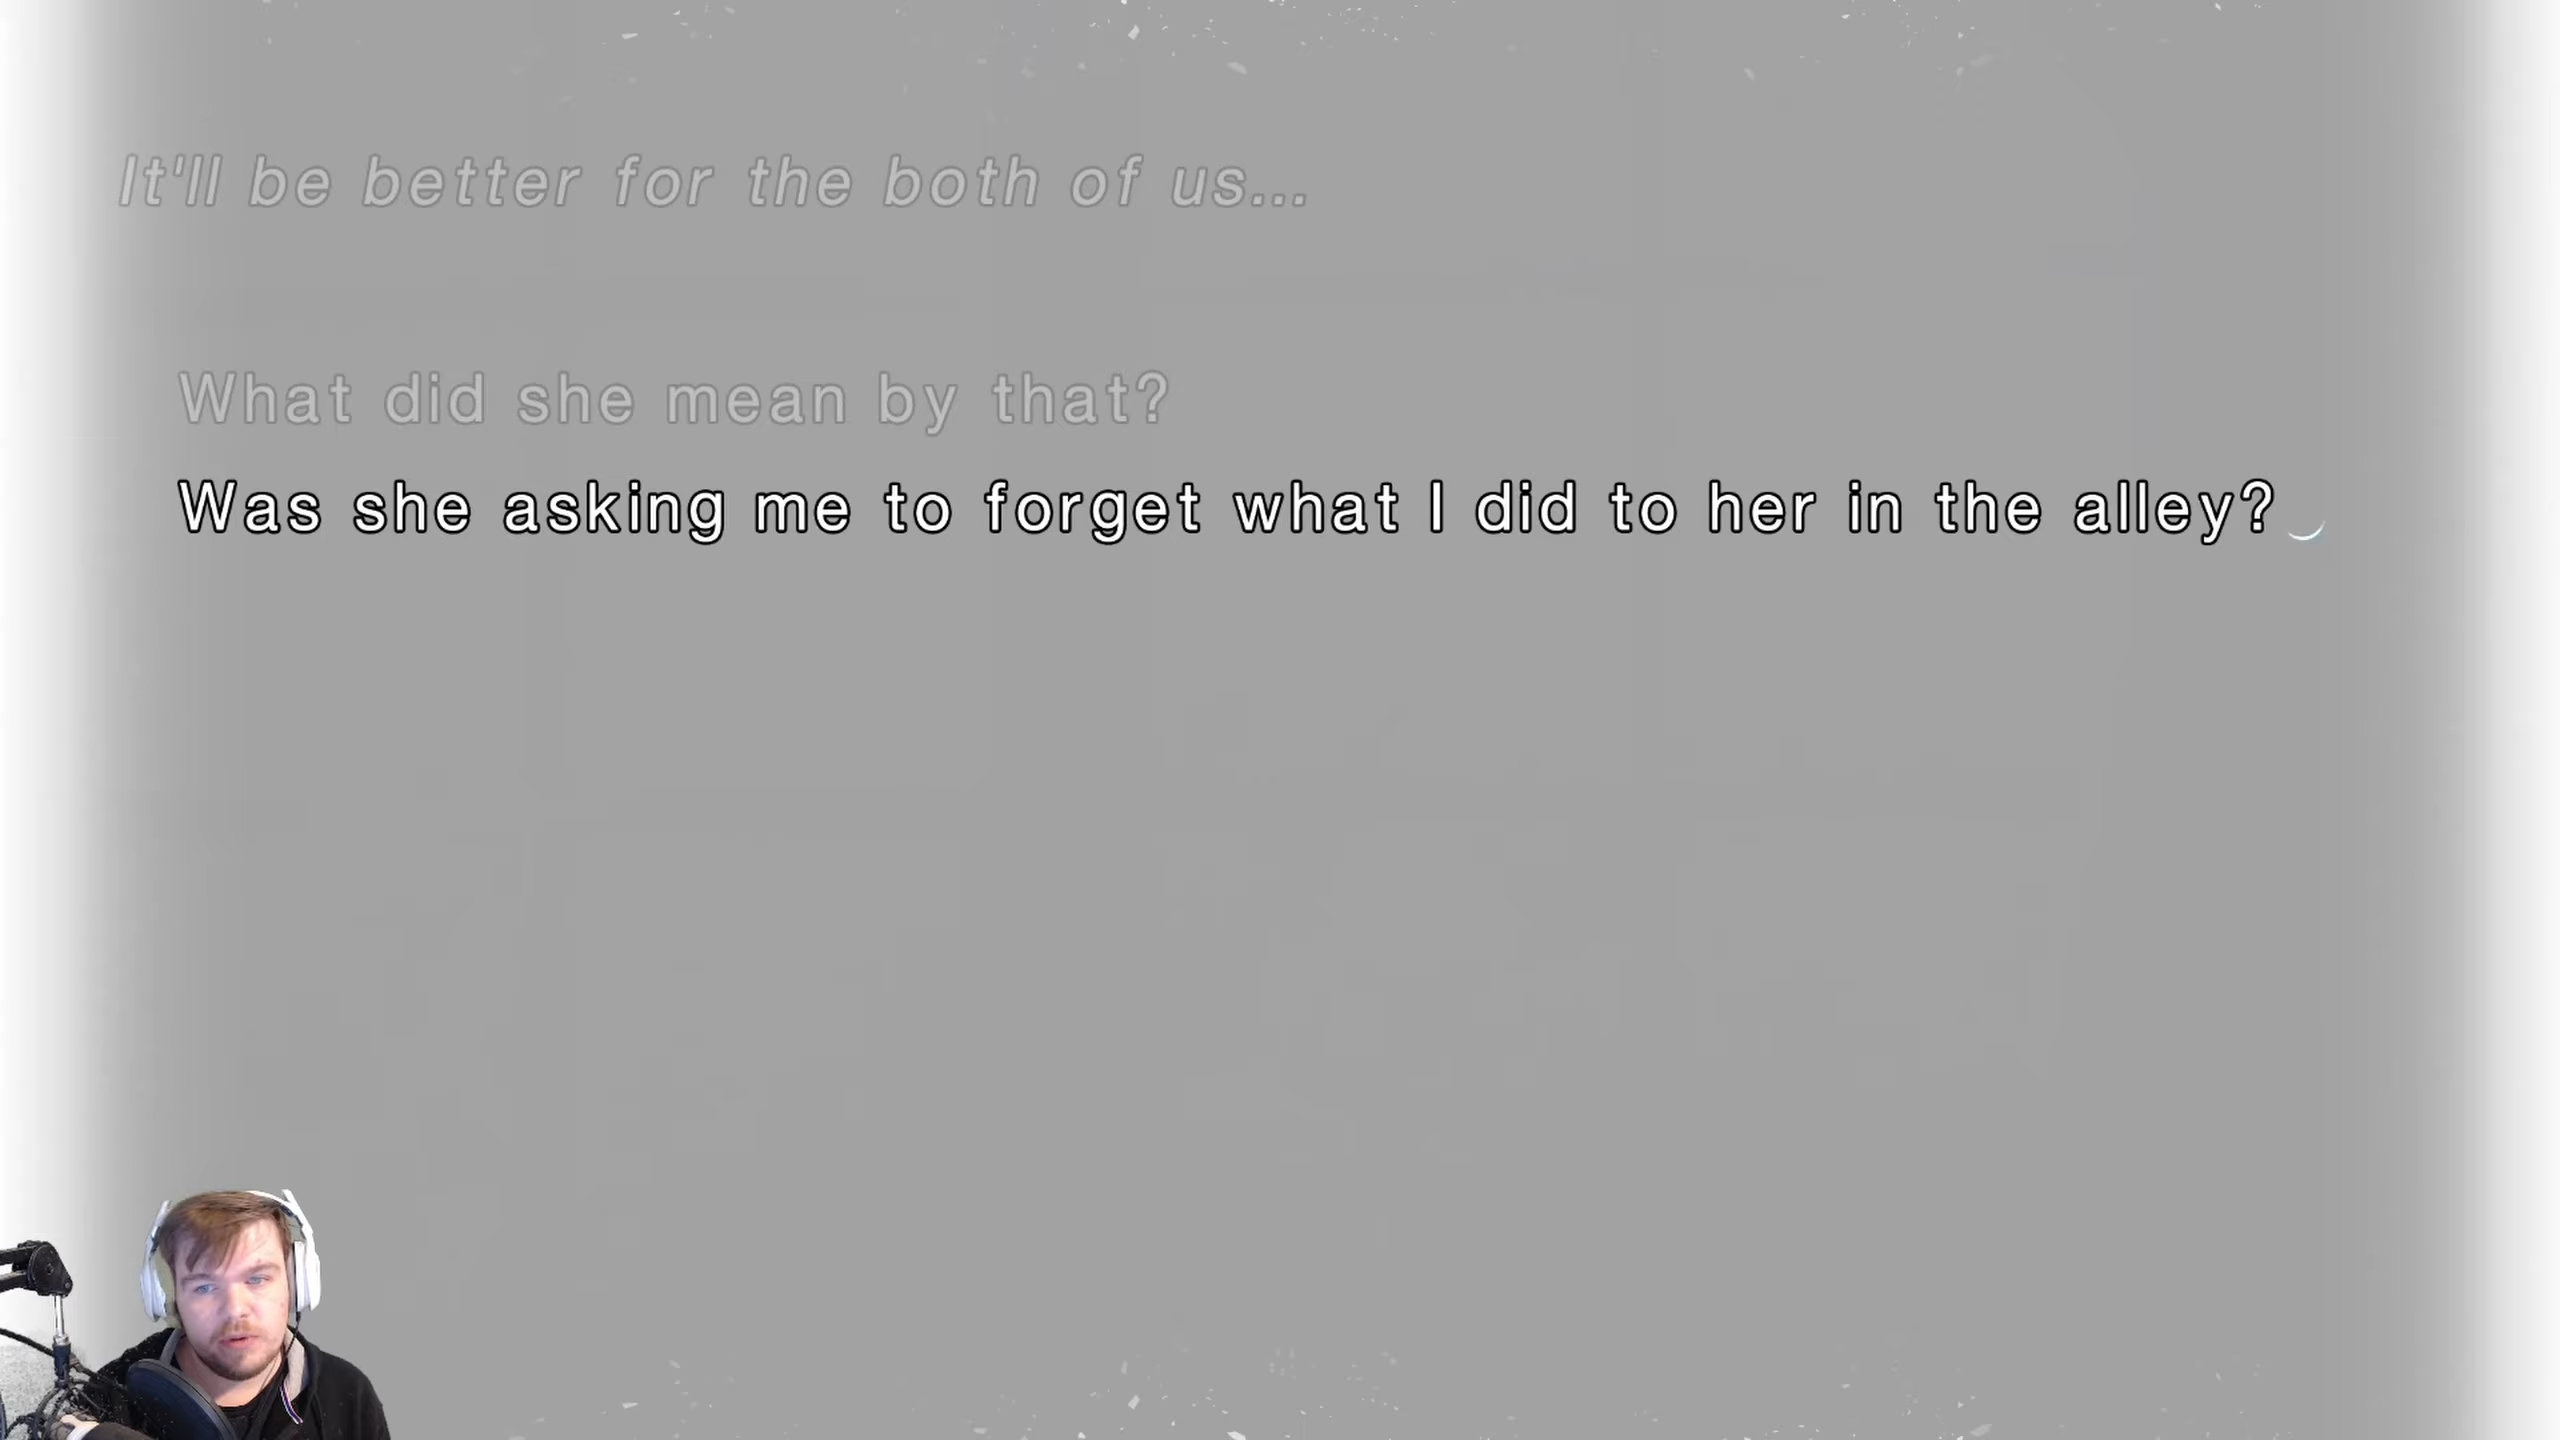 It'll be better for the both of us...
What did she mean by that?
Was she asking me to forget what I did to her in the alley?